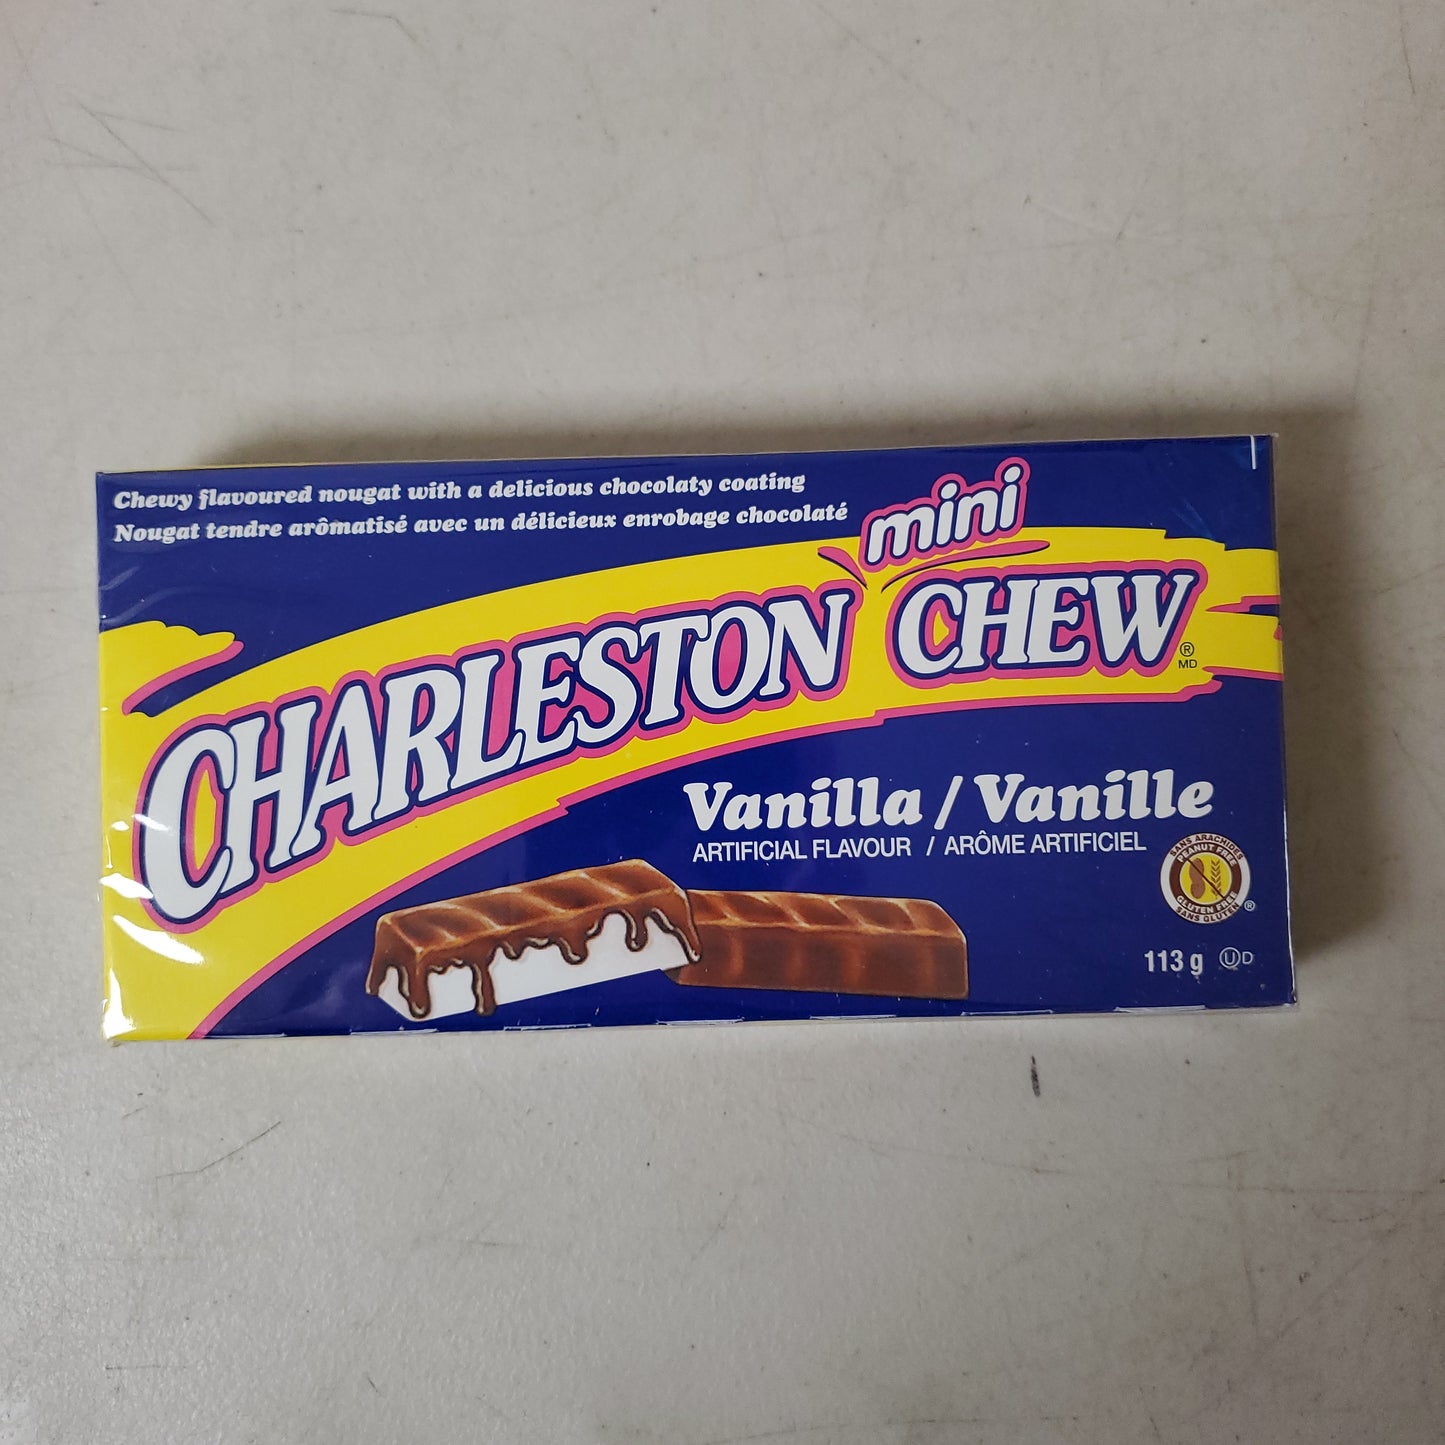 Chewy flavoured nougat with a delicious chocolaty coating
Nougat tendre arômatisé avec un délicieux enrobage chocolaté
mini
CHARLESTON CHEW
®
MD
Vanilla / Vanille
ARTIFICIAL FLAVOUR / ARÔME ARTIFICIEL
SANS ARACHIDES
PEANUT FREE
GLUTEN FREE
SANS GLUTEN
®
113 g Ⓤ D